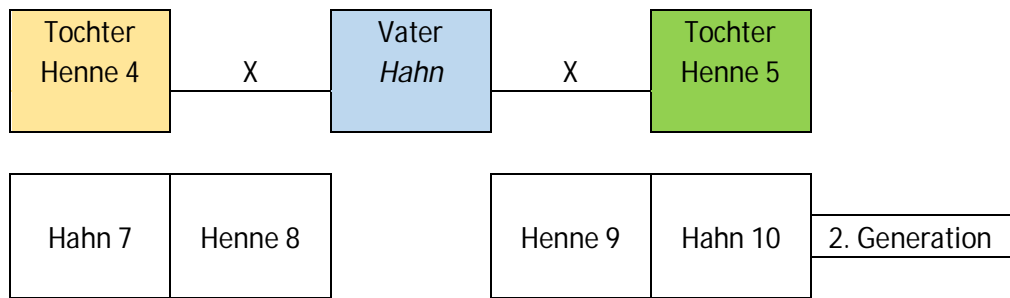 Tochter
Henne 4
X
Vater
Hahn
X
Tochter
Henne 5
Hahn 7
Henne 8
Henne 9
Hahn 10
2. Generation